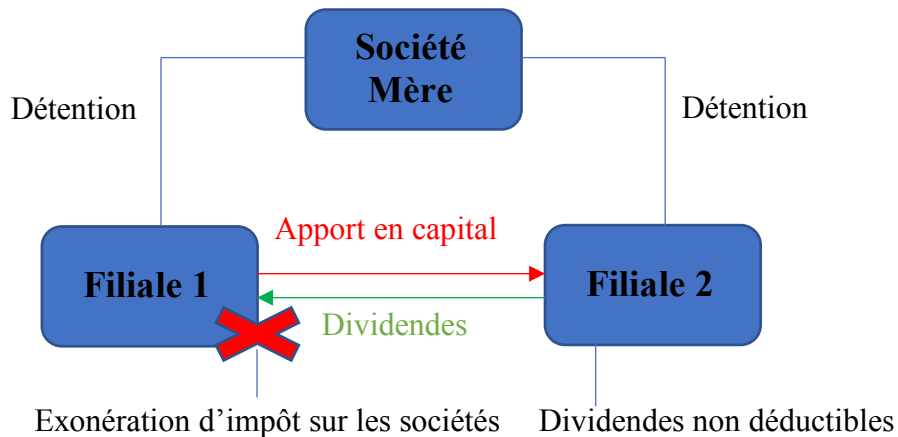 Société
Mère
Détention
Détention
Apport en capital
Filiale 1
Filiale 2
Dividendes
Exonération d’impôt sur les sociétés
Dividendes non déductibles